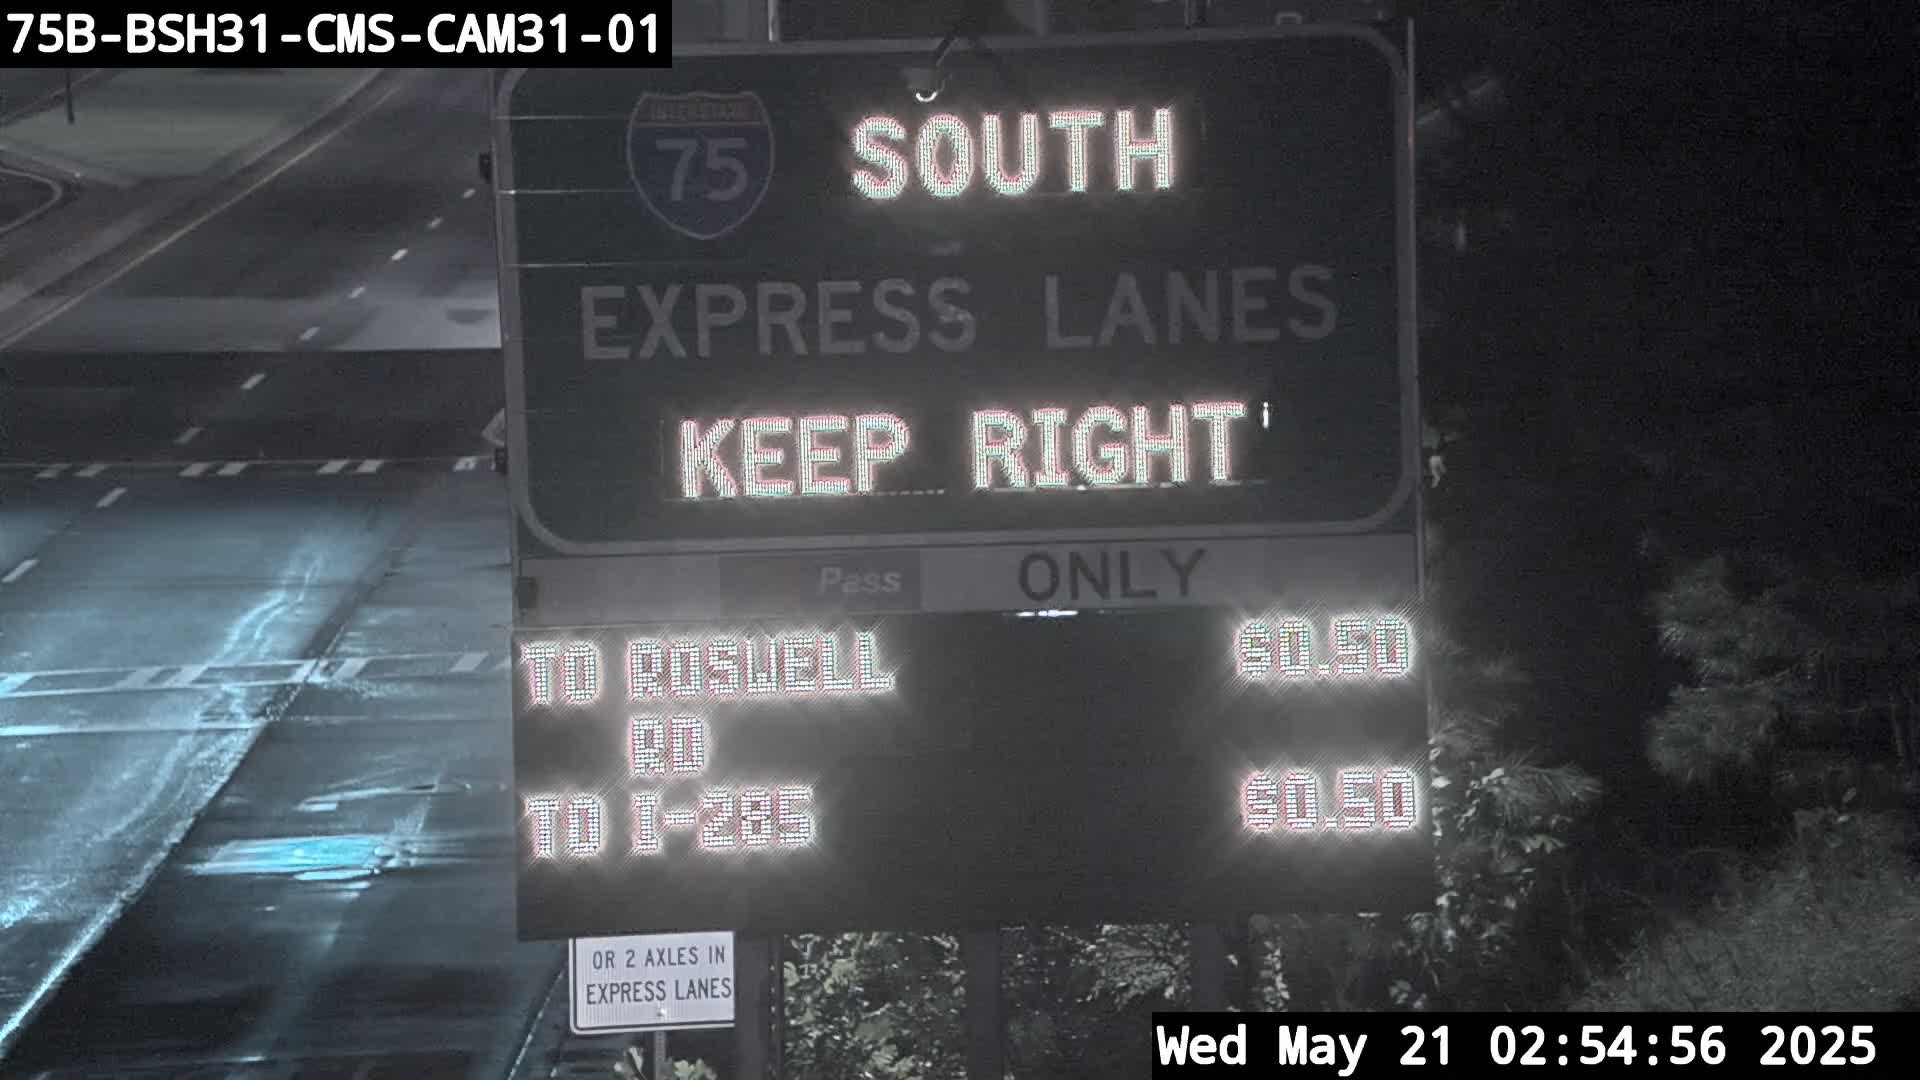 75B-BSH31-CMS-CAM31-01
INTERSTATE
75
SOUTH
EXPRESS LANES
KEEP RIGHT
Pass ONLY
TO ROSWELL $0.50
RD
TO I-285 $0.50
OR 2 AXLES IN
EXPRESS LANES
Wed May 21 02:54:56 2025